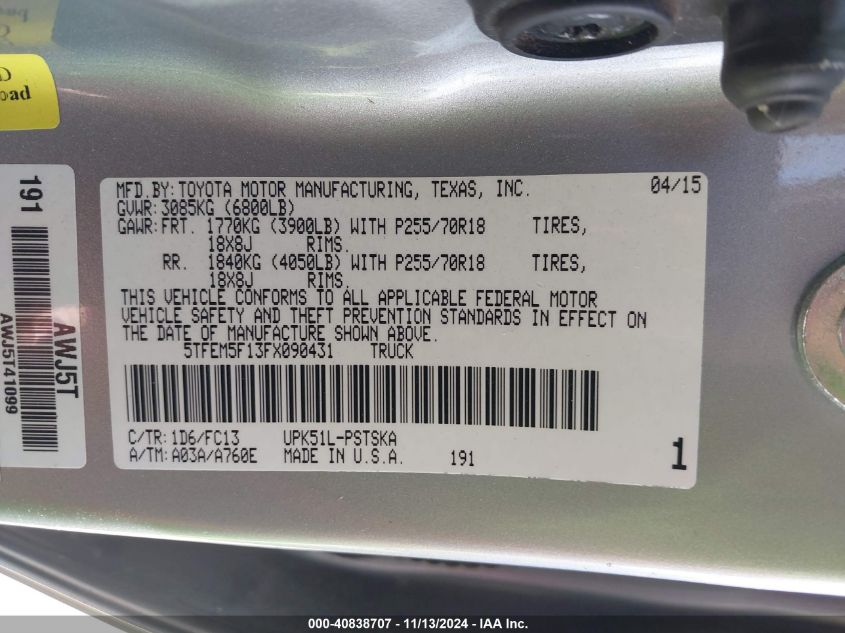 D
oad
191
AWJ5T
AWJ5T41099
MFD.BY:TOYOTA MOTOR MANUFACTURING, TEXAS, INC. 04/15
GVWR:3085KG (6800LB)
GAWR:FRT. 1770KG (3900LB) WITH P255/70R18 TIRES,
18X8J RIMS.
RR. 1840KG (4050LB) WITH P255/70R18 TIRES,
18X8J RIMS.
THIS VEHICLE CONFORMS TO ALL APPLICABLE FEDERAL MOTOR
VEHICLE SAFETY AND THEFT PREVENTION STANDARDS IN EFFECT ON
THE DATE OF MANUFACTURE SHOWN ABOVE.
5TFEM5F13FX090431 TRUCK
C/TR:1D6/FC13 UPK51L-PSTSKA
A/TM:A03A/A760E MADE IN U.S.A. 191 1
000-40838707 - 11/13/2024 - IAA Inc.